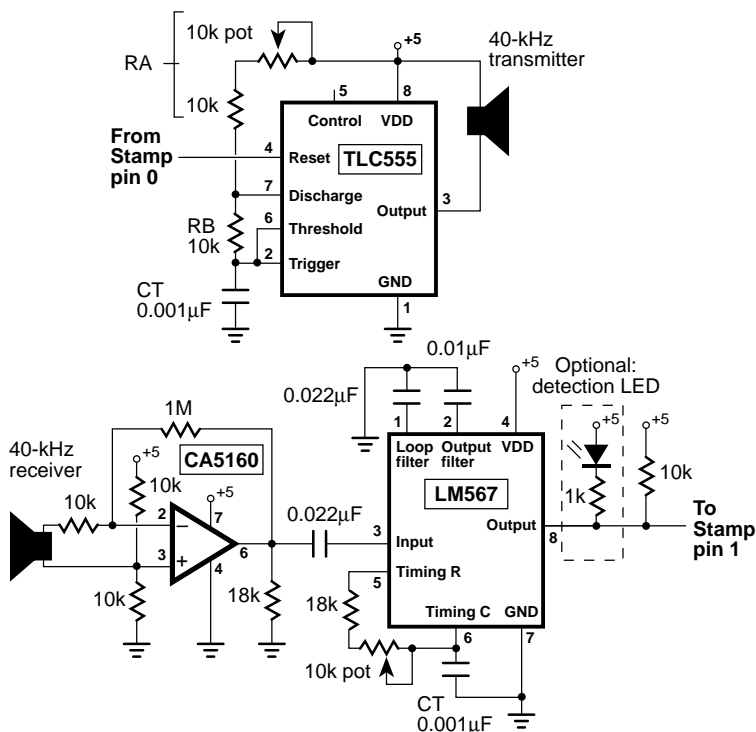 10k pot
+5
40-kHz
transmitter
RA
10k
5
8
Control
VDD
From
Stamp
pin 0
4
Reset
TLC555
7
Discharge
3
Output
RB
10k
6
Threshold
2
Trigger
GND
CT
0.001µF
1
0.01µF
0.022µF
+5
Optional:
detection LED
1M
1
2
4
+5
+5
40-kHz
receiver
+5
CA5160
Loop
filter
Output
filter
VDD
10k
10k
+5
LM567
1k
10k
0.022µF
To
Stamp
pin 1
2
–
7
3
+
6
4
3
Input
Output
8
5
Timing R
10k
18k
18k
Timing C
GND
6
7
10k pot
CT
0.001µF